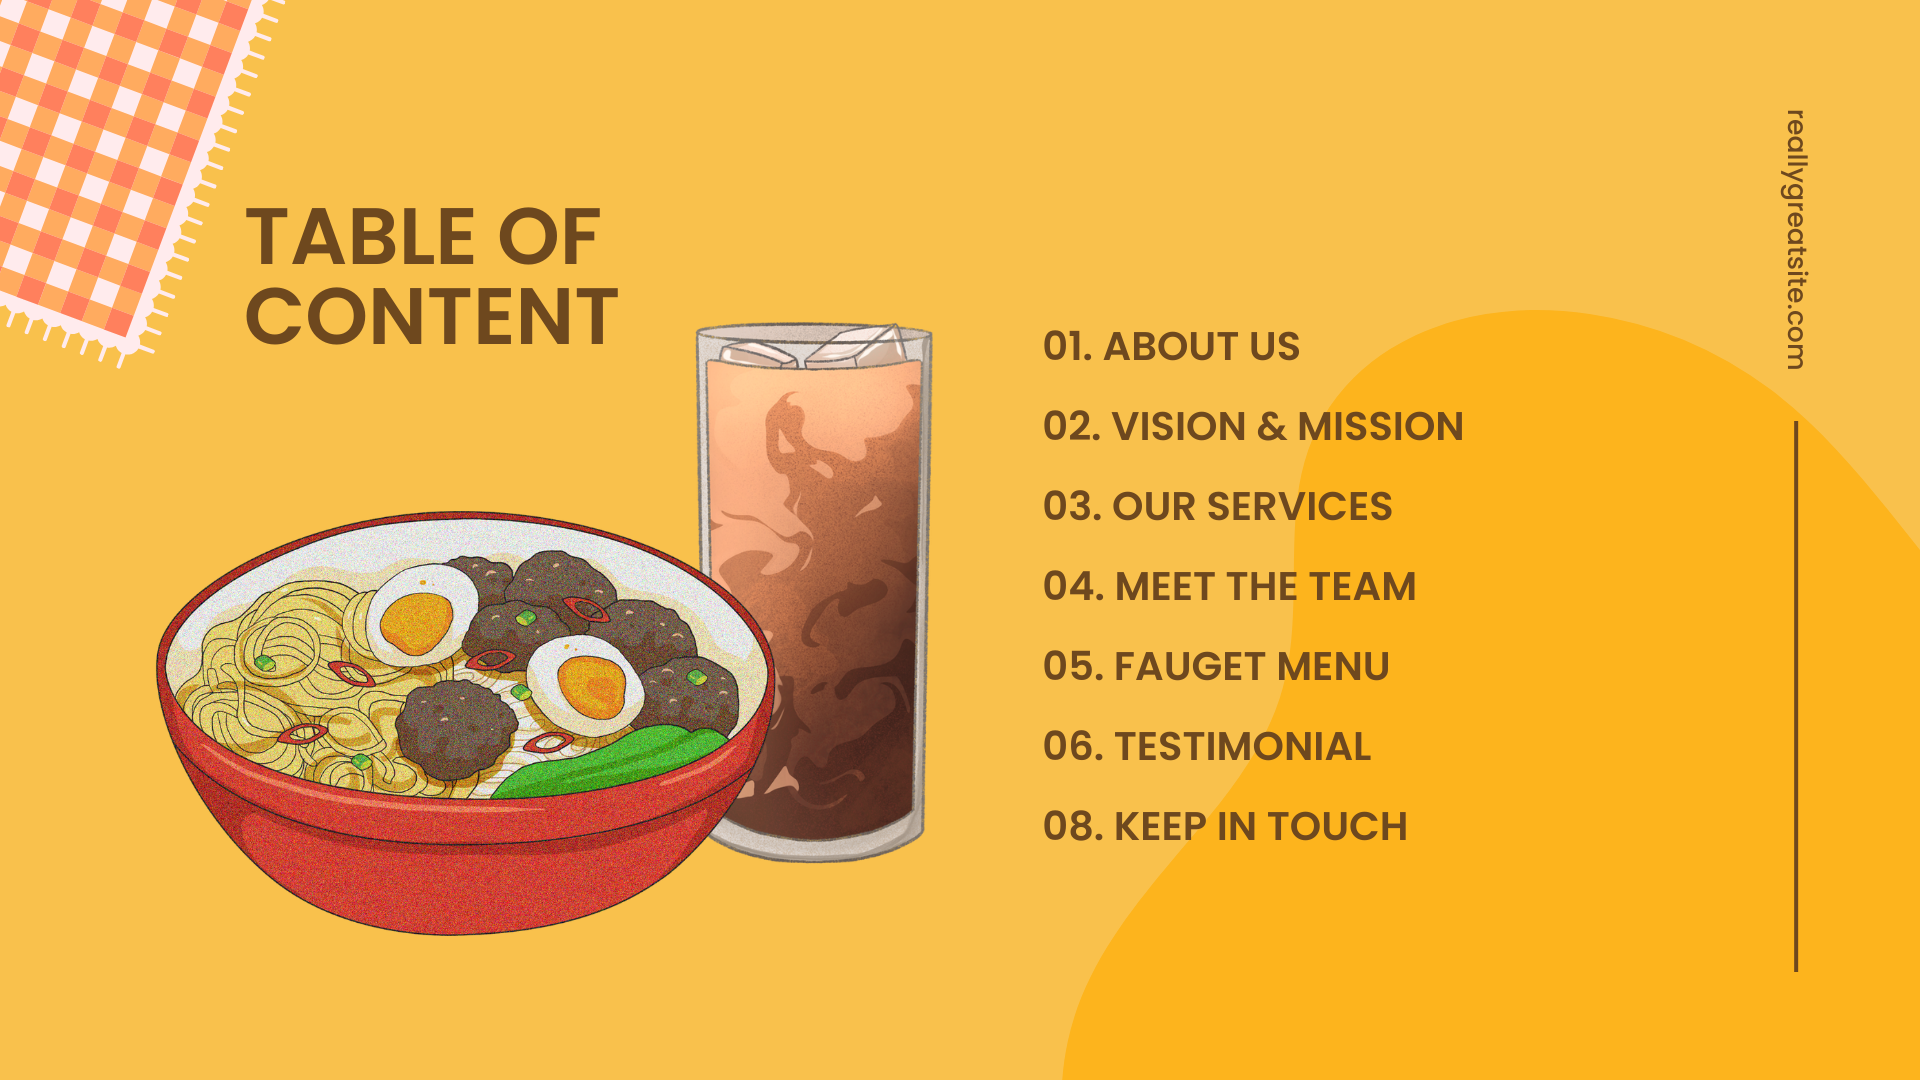 TABLE OF
CONTENT
01. ABOUT US
02. VISION & MISSION
03. OUR SERVICES
04. MEET THE TEAM
05. FAUGET MENU
06. TESTIMONIAL
08. KEEP IN TOUCH
reallygreatsite.com